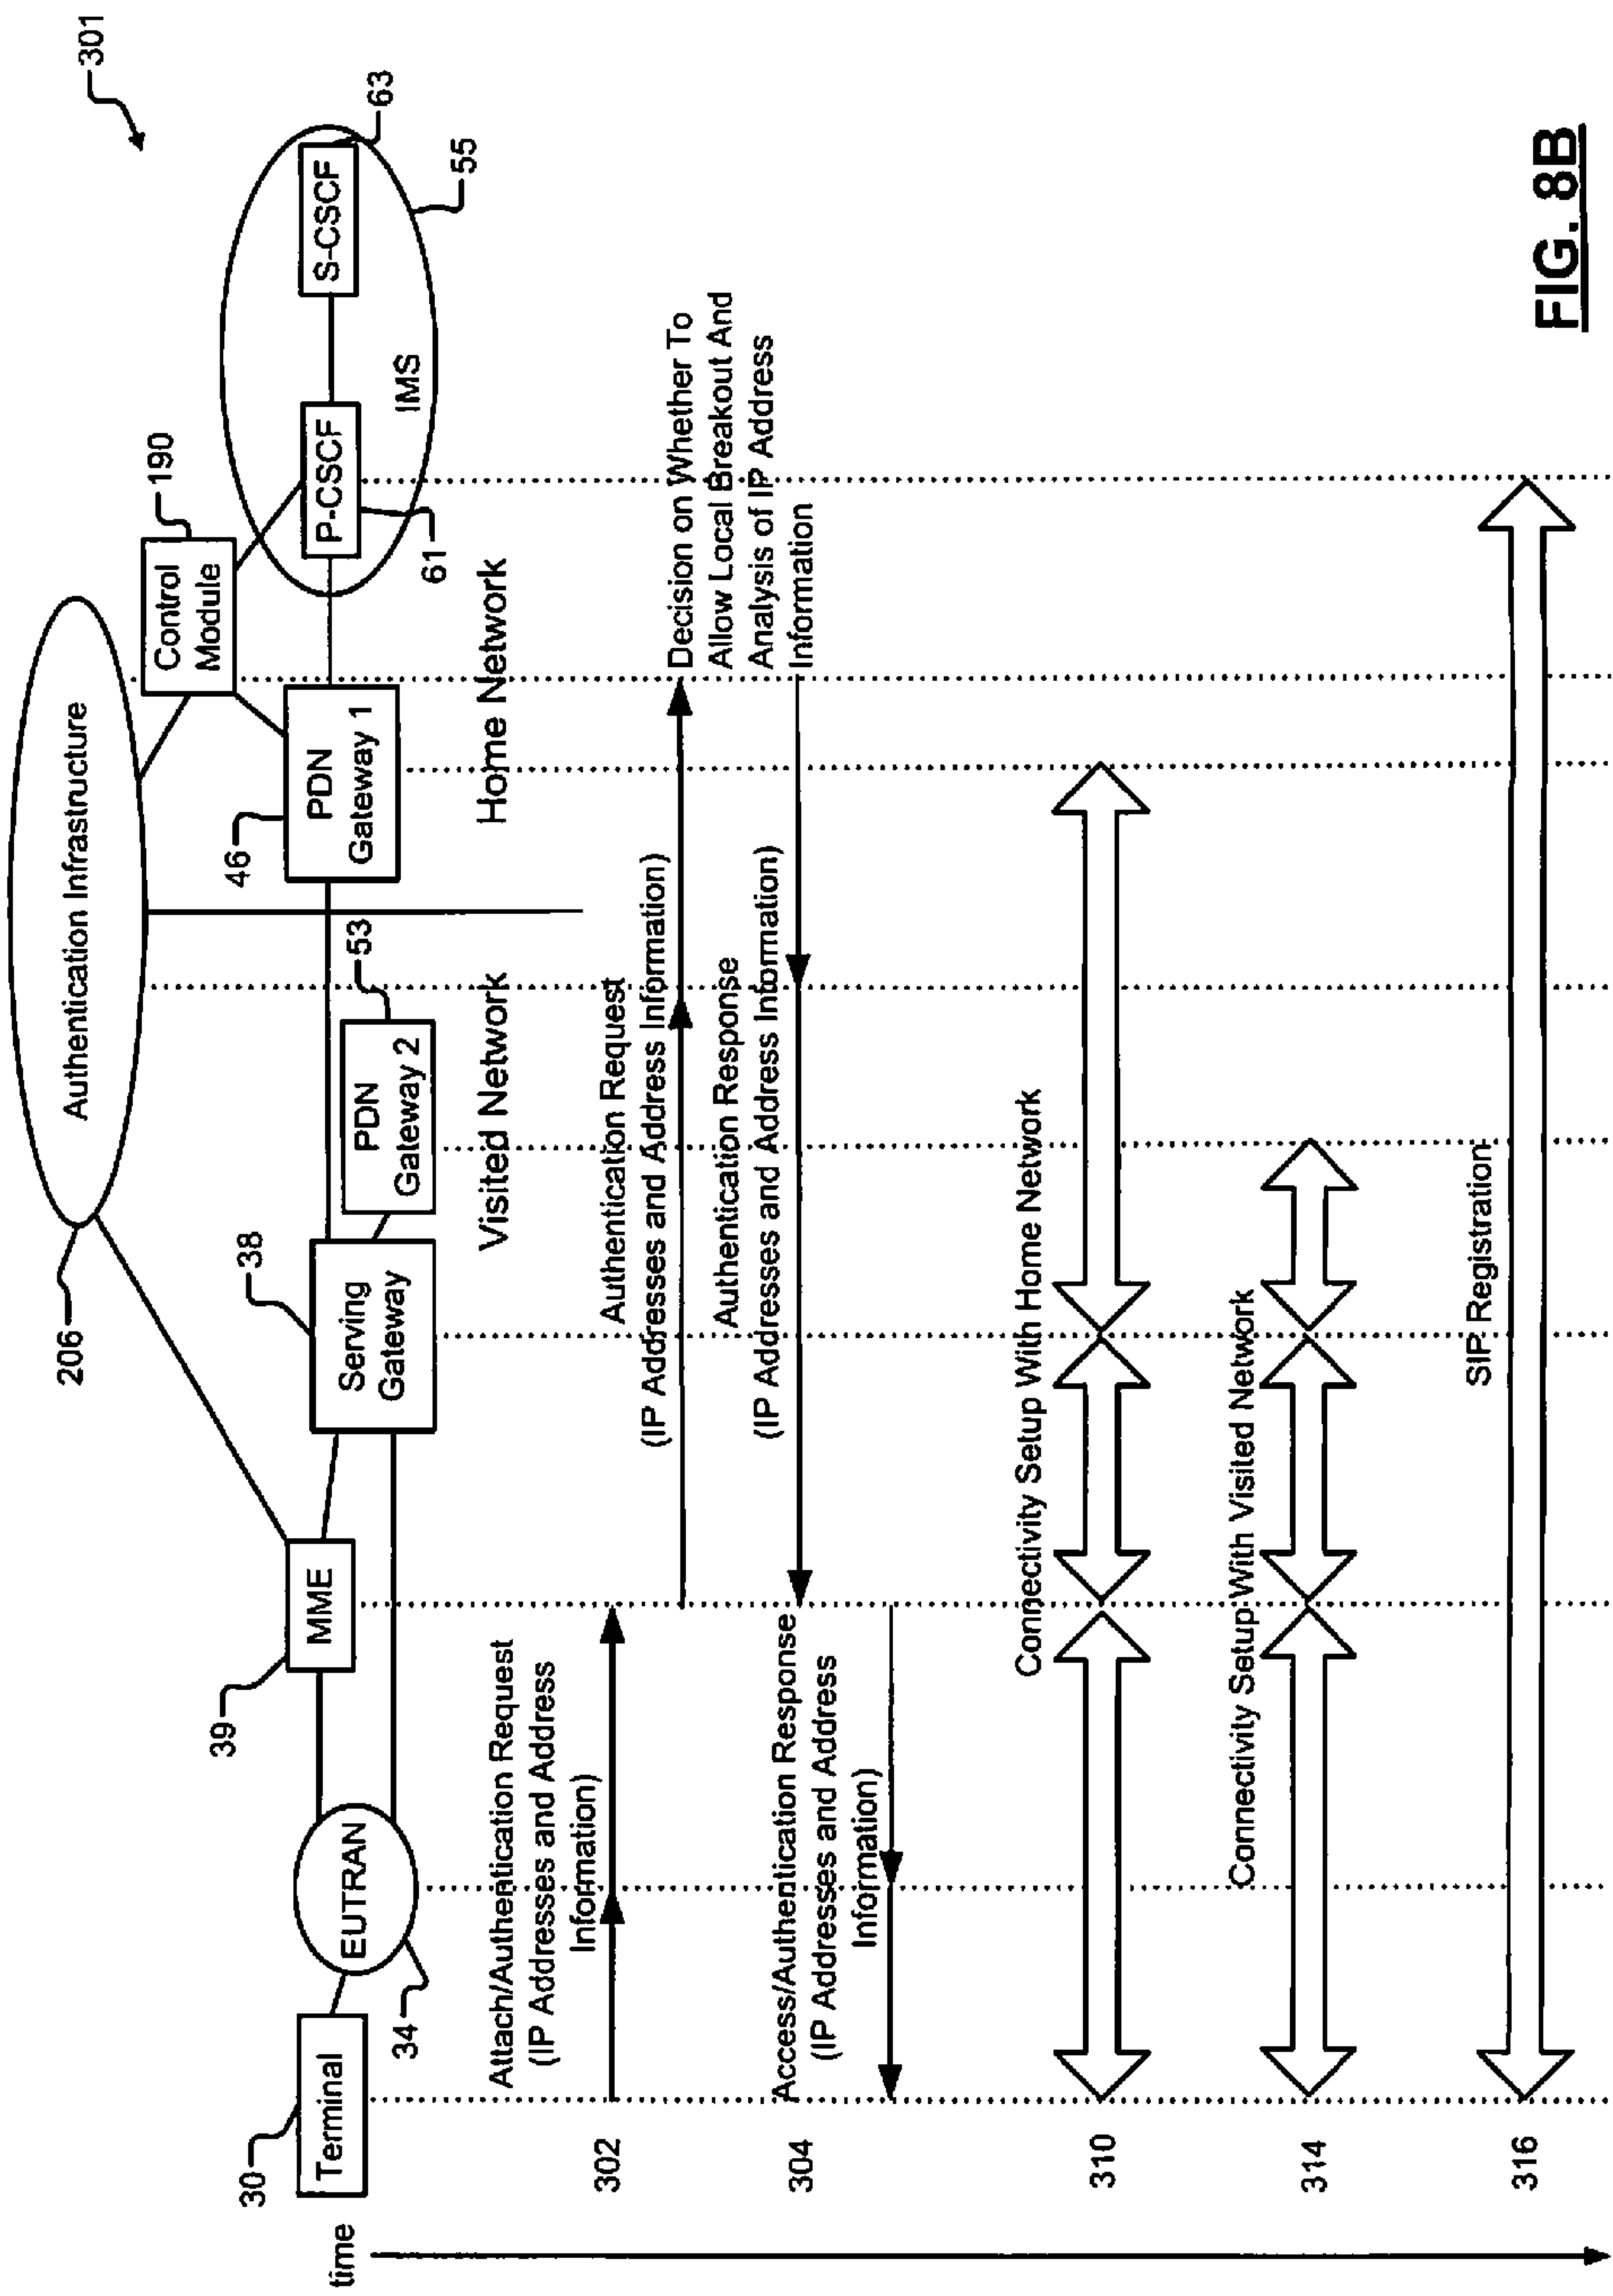 301
Authentication Infrastructure
206
Control
Module
190
30
Terminal
EUTRAN
34
39
MME
38
Serving
Gateway
PDN
Gateway 2
53
46
PDN
Gateway 1
P-CSCF
61
IMS
S-CSCF
63
55
Visited Network
Home Network
time
302
Attach/Authentication Request
(IP Addresses and Address
Information)
Authentication Request
(IP Addresses and Address Information)
Decision on Whether To
Allow Local Breakout And
Analysis of IP Address
Information
304
Authentication Response
(IP Addresses and Address Information)
Access/Authentication Response
(IP Addresses and Address
Information)
310
Connectivity Setup With Home Network
314
Connectivity Setup With Visited Network
316
SIP Registration
FIG. 8B